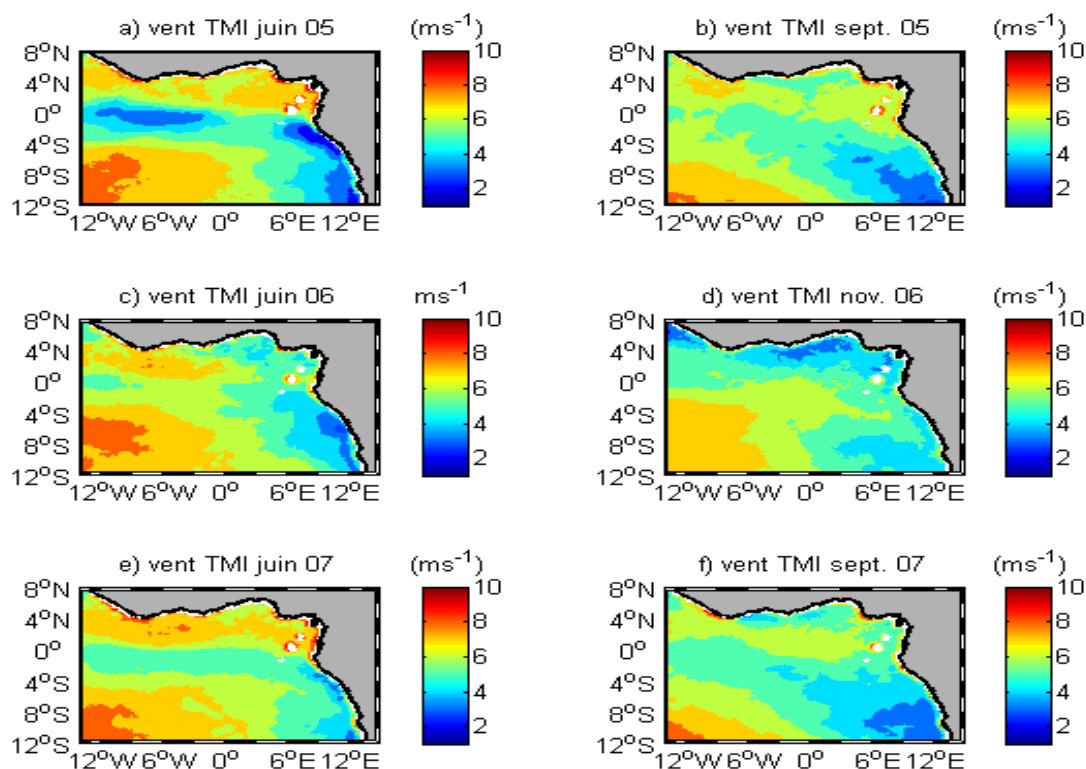 a) vent TMI juin 05 (ms⁻¹)
8°N
4°N
0°
4°S
8°S
12°S
12°W 6°W 0° 6°E 12°E
10
8
6
4
2
b) vent TMI sept. 05 (ms⁻¹)
8°N
4°N
0°
4°S
8°S
12°S
12°W 6°W 0° 6°E 12°E
10
8
6
4
2
c) vent TMI juin 06 ms⁻¹
8°N
4°N
0°
4°S
8°S
12°S
12°W 6°W 0° 6°E 12°E
10
8
6
4
2
d) vent TMI nov. 06 (ms⁻¹)
8°N
4°N
0°
4°S
8°S
12°S
12°W 6°W 0° 6°E 12°E
10
8
6
4
2
e) vent TMI juin 07 (ms⁻¹)
8°N
4°N
0°
4°S
8°S
12°S
12°W 6°W 0° 6°E 12°E
10
8
6
4
2
f) vent TMI sept. 07 (ms⁻¹)
8°N
4°N
0°
4°S
8°S
12°S
12°W 6°W 0° 6°E 12°E
10
8
6
4
2